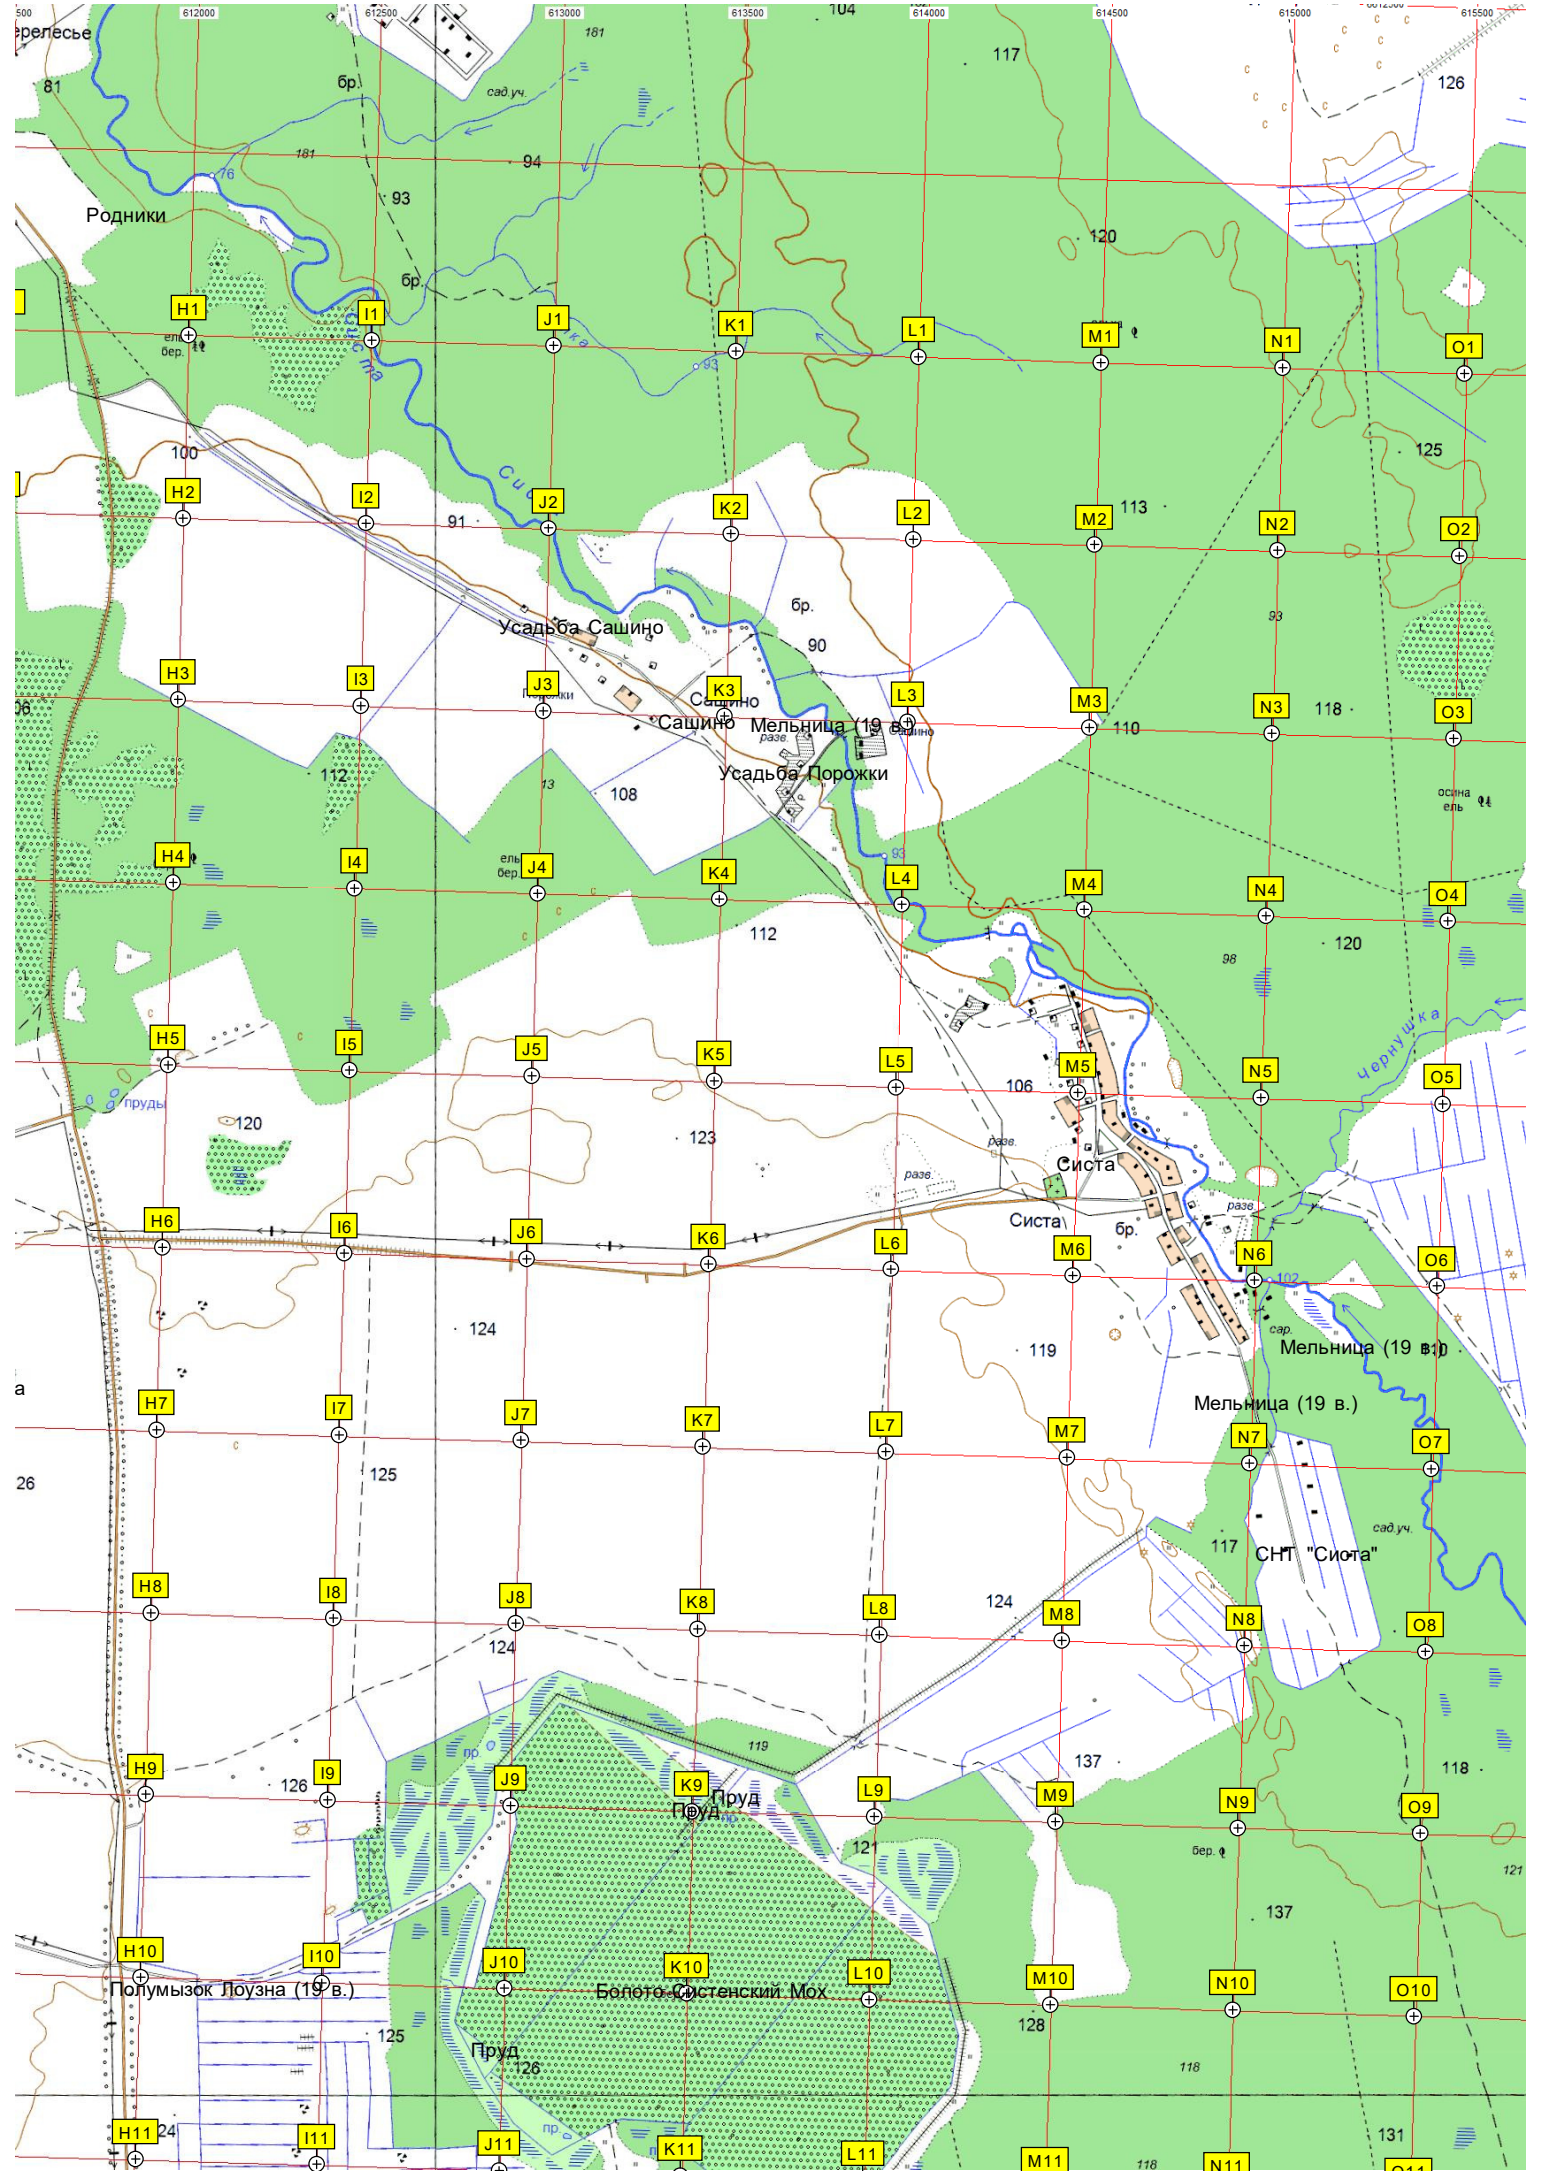 500 612000 612500 613000 613500 614000 614500 615000 615500
104
ерелесье
181
117
бр.
126
81
сад.уч.
181
94
76
93
Родники
120
бр.
H1 I1 J1 K1 L1 M1 N1 O1
бер.
93
Систа
100
125
H2 I2 J2 K2 L2 M2 N2 O2
91
113
бр.
93
Усадьба Сашино
90
H3 I3 J3 K3 L3 M3 N3 O3
Сашино
118
Сашино
Мельница (19 в.)
110
разв.
112
Усадьба Порожки
13
108
осина
ель
93
H4 I4 J4 K4 L4 M4 N4 O4
ель
бер.
112
120
98
Чернушка
H5 I5 J5 K5 L5 M5 N5 O5
106
пруды
120
123
разв.
Систа
разв.
разв.
Систа
бр.
H6 I6 J6 K6 L6 M6 N6 O6
102
124
сар.
119
Мельница (19 в.)
а
Мельница (19 в.)
H7 I7 J7 K7 L7 M7 N7 O7
125
26
сад.уч.
117
СНТ "Систа"
H8 I8 J8 K8 L8 M8 N8 O8
124
124
119
пр.
137
118
H9 I9 J9 K9 L9 M9 N9 O9
126
Пруд
Пруд
пр.
121
бер.
121
137
H10 I10 J10 K10 L10 M10 N10 O10
Полумызок Лоузна (19 в.)
Болото Систенский Мох
125
128
Пруд
126
118
пр.
H11 24 I11 J11 K11 L11 M11 118 N11 131 O11